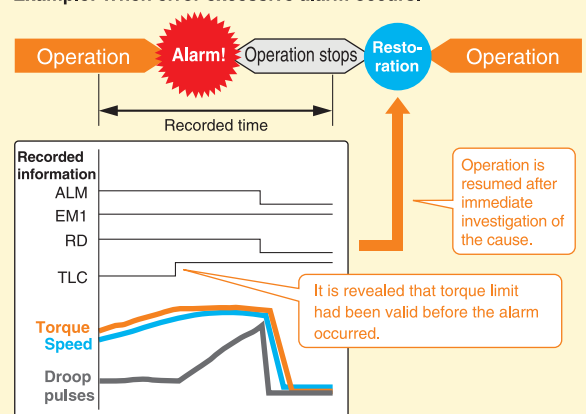 Example: When error excessive alarm occurs.
Operation
Alarm!
Operation stops
Resto-
ration
Operation
Recorded time
Recorded
information
ALM
EM1
RD
TLC
Torque
Speed
Droop
pulses
Operation is
resumed after
immediate
investigation of
the cause.
It is revealed that torque limit
had been valid before the alarm
occurred.